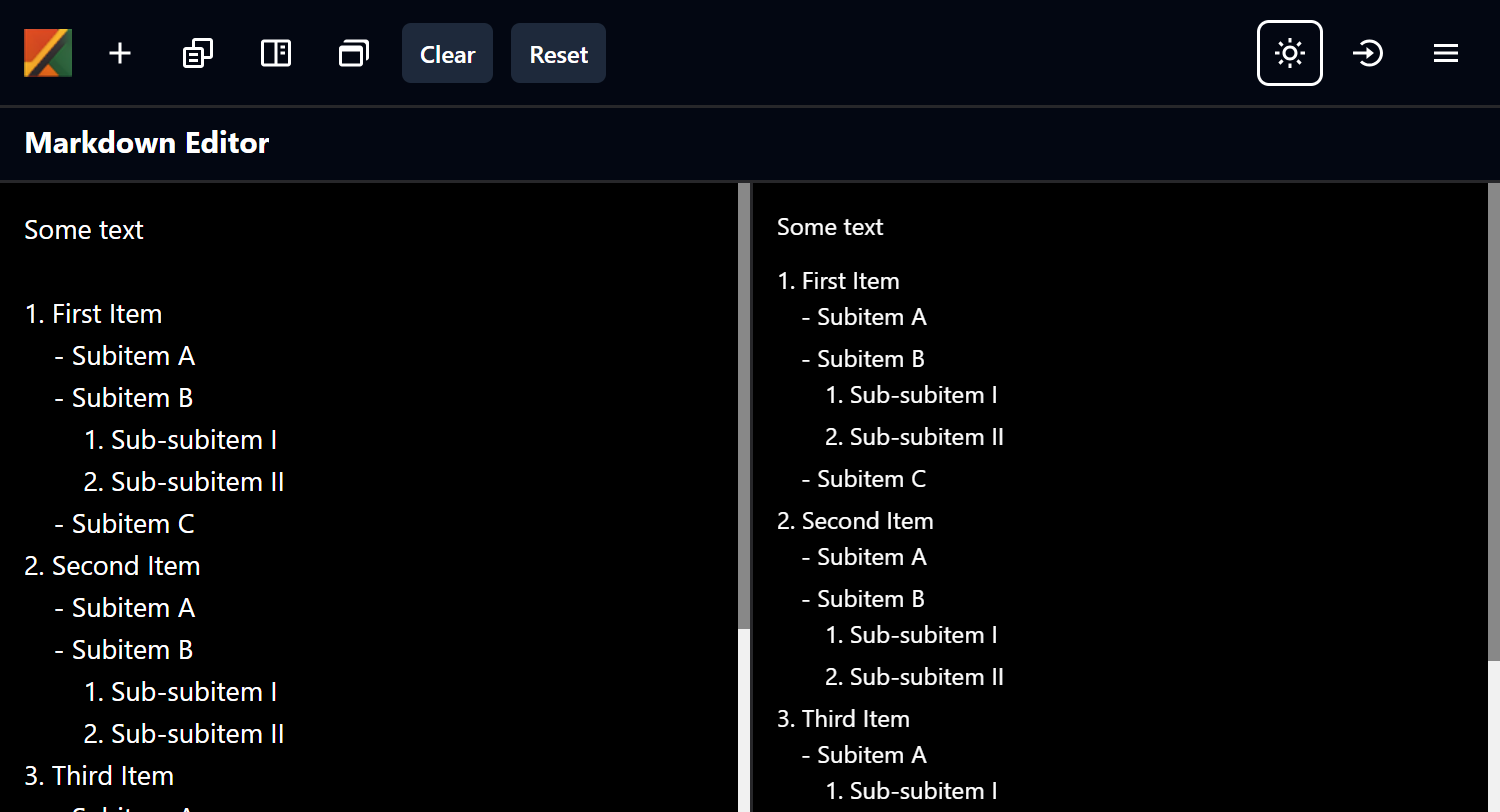 Clear
Reset
Markdown Editor
Some text
1. First Item
- Subitem A
- Subitem B
1. Sub-subitem I
2. Sub-subitem II
- Subitem C
2. Second Item
- Subitem A
- Subitem B
1. Sub-subitem I
2. Sub-subitem II
3. Third Item
- Subitem A
Some text
1. First Item
- Subitem A
- Subitem B
1. Sub-subitem I
2. Sub-subitem II
- Subitem C
2. Second Item
- Subitem A
- Subitem B
1. Sub-subitem I
2. Sub-subitem II
3. Third Item
- Subitem A
1. Sub-subitem I